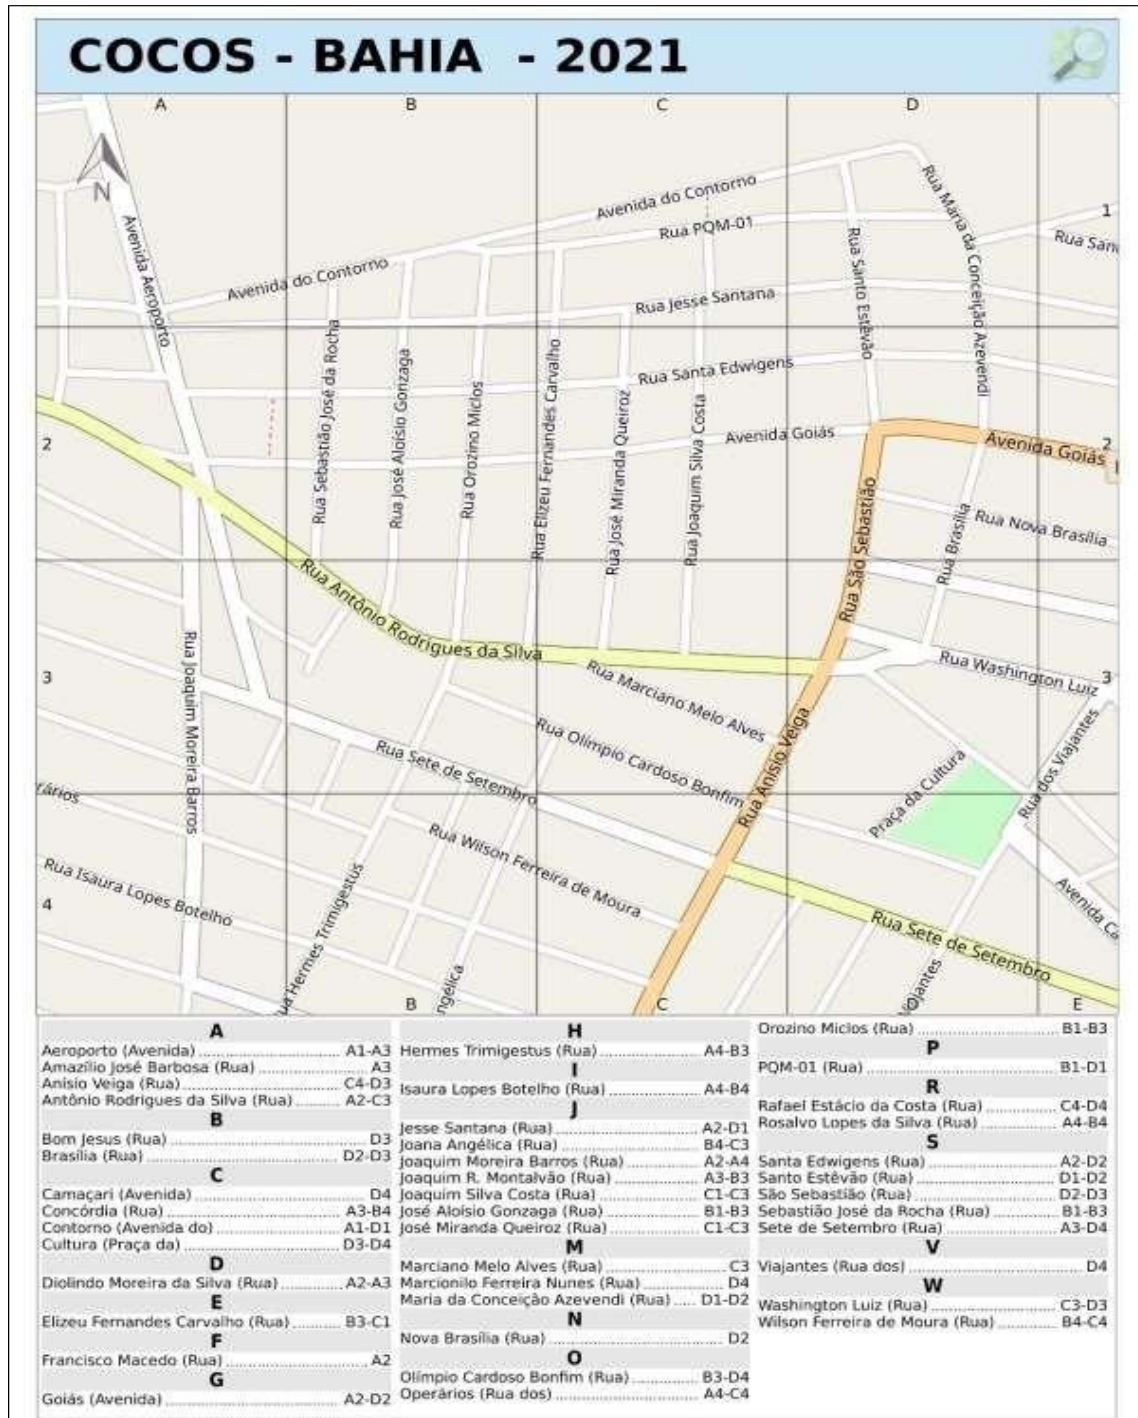 COCOS - BAHIA - 2021
A
B
C
D
N
Avenida Aeroporto
Avenida do Contorno
Avenida do Contorno
Rua PQM-01
Rua Maria da Conceição Azevendi
1
Rua San
Rua Santo Estêvão
Rua Jesse Santana
Rua Sebastião José da Rocha
Rua José Aloísio Gonzaga
Rua Orozino Miclos
Rua Elizeu Fernandes Carvalho
Rua Santa Edwigens
Rua José Miranda Queiroz
Rua Joaquim Silva Costa
2
Avenida Goiás
Avenida Goiás
2
Rua São Sebastião
Rua Brasília
Rua Nova Brasília
Rua Antônio Rodrigues da Silva
Rua Joaquim Moreira Barros
3
Rua Marciano Melo Alves
Rua Washington Luiz
3
Rua Olímpio Cardoso Bonfim
Rua Anísio Veiga
Rua Sete de Setembro
Praça da Cultura
Rua dos Viajantes
rários
Rua Wilson Ferreira de Moura
Rua Isaura Lopes Botelho
4
Avenida Ca
Rua Sete de Setembro
ua Hermes Trimigestus
ngélica
Viajantes
B
C
D
E
A
Aeroporto (Avenida) ........ A1-A3
Amazílio José Barbosa (Rua) ........ A3
Anísio Veiga (Rua) ........ C4-D3
Antônio Rodrigues da Silva (Rua) ........ A2-C3
B
Bom Jesus (Rua) ........ D3
Brasília (Rua) ........ D2-D3
C
Camaçari (Avenida) ........ D4
Concórdia (Rua) ........ A3-B4
Contorno (Avenida do) ........ A1-D1
Cultura (Praça da) ........ D3-D4
D
Diolindo Moreira da Silva (Rua) ........ A2-A3
E
Elizeu Fernandes Carvalho (Rua) ........ B3-C1
F
Francisco Macedo (Rua) ........ A2
G
Goiás (Avenida) ........ A2-D2
H
Hermes Trimigestus (Rua) ........ A4-B3
I
Isaura Lopes Botelho (Rua) ........ A4-B4
J
Jesse Santana (Rua) ........ A2-D1
Joana Angélica (Rua) ........ B4-C3
Joaquim Moreira Barros (Rua) ........ A2-A4
Joaquim R. Montalvão (Rua) ........ A3-B3
Joaquim Silva Costa (Rua) ........ C1-C3
José Aloísio Gonzaga (Rua) ........ B1-B3
José Miranda Queiroz (Rua) ........ C1-C3
M
Marciano Melo Alves (Rua) ........ C3
Marcionilo Ferreira Nunes (Rua) ........ D4
Maria da Conceição Azevendi (Rua) ..... D1-D2
N
Nova Brasília (Rua) ........ D2
O
Olímpio Cardoso Bonfim (Rua) ........ B3-D4
Operários (Rua dos) ........ A4-C4
Orozino Miclos (Rua) ........ B1-B3
P
PQM-01 (Rua) ........ B1-D1
R
Rafael Estácio da Costa (Rua) ........ C4-D4
Rosalvo Lopes da Silva (Rua) ........ A4-B4
S
Santa Edwigens (Rua) ........ A2-D2
Santo Estêvão (Rua) ........ D1-D2
São Sebastião (Rua) ........ D2-D3
Sebastião José da Rocha (Rua) ........ B1-B3
Sete de Setembro (Rua) ........ A3-D4
V
Viajantes (Rua dos) ........ D4
W
Washington Luiz (Rua) ........ C3-D3
Wilson Ferreira de Moura (Rua) ........ B4-C4